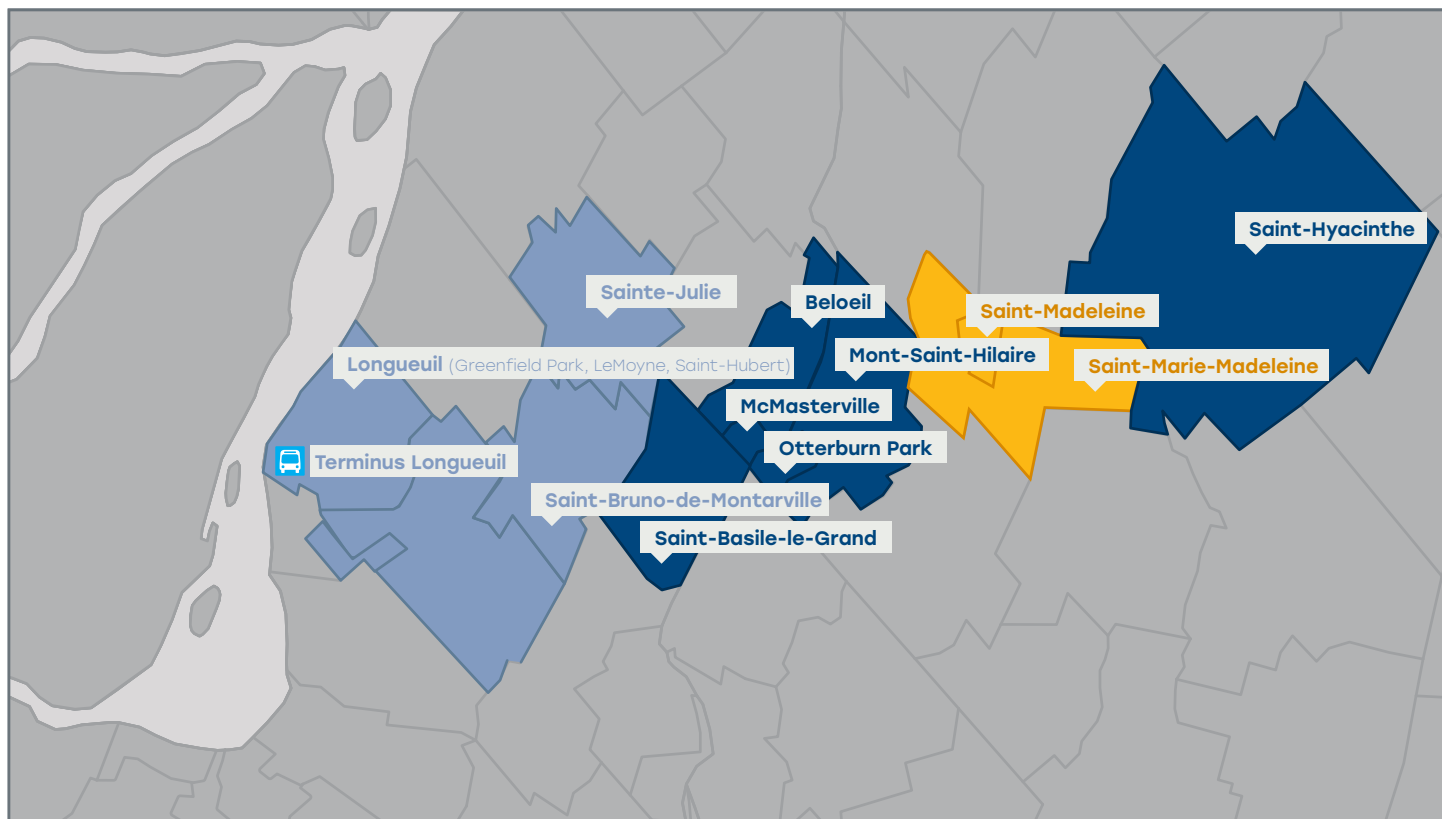 Saint-Hyacinthe
Sainte-Julie
Beloeil
Saint-Madeleine
Mont-Saint-Hilaire
Longueuil (Greenfield Park, LeMoyne, Saint-Hubert)
Saint-Marie-Madeleine
McMasterville
Otterburn Park
Terminus Longueuil
Saint-Bruno-de-Montarville
Saint-Basile-le-Grand